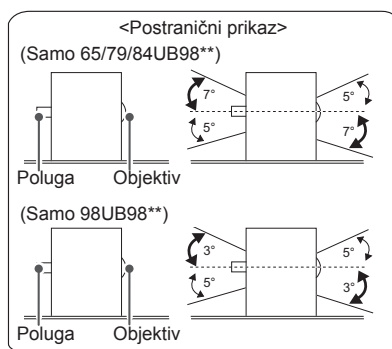 <Postranični prikaz>
(Samo 65/79/84UB98**)
7° 5°
5° 7°
Poluga Objektiv
(Samo 98UB98**)
3° 5°
5° 3°
Poluga Objektiv